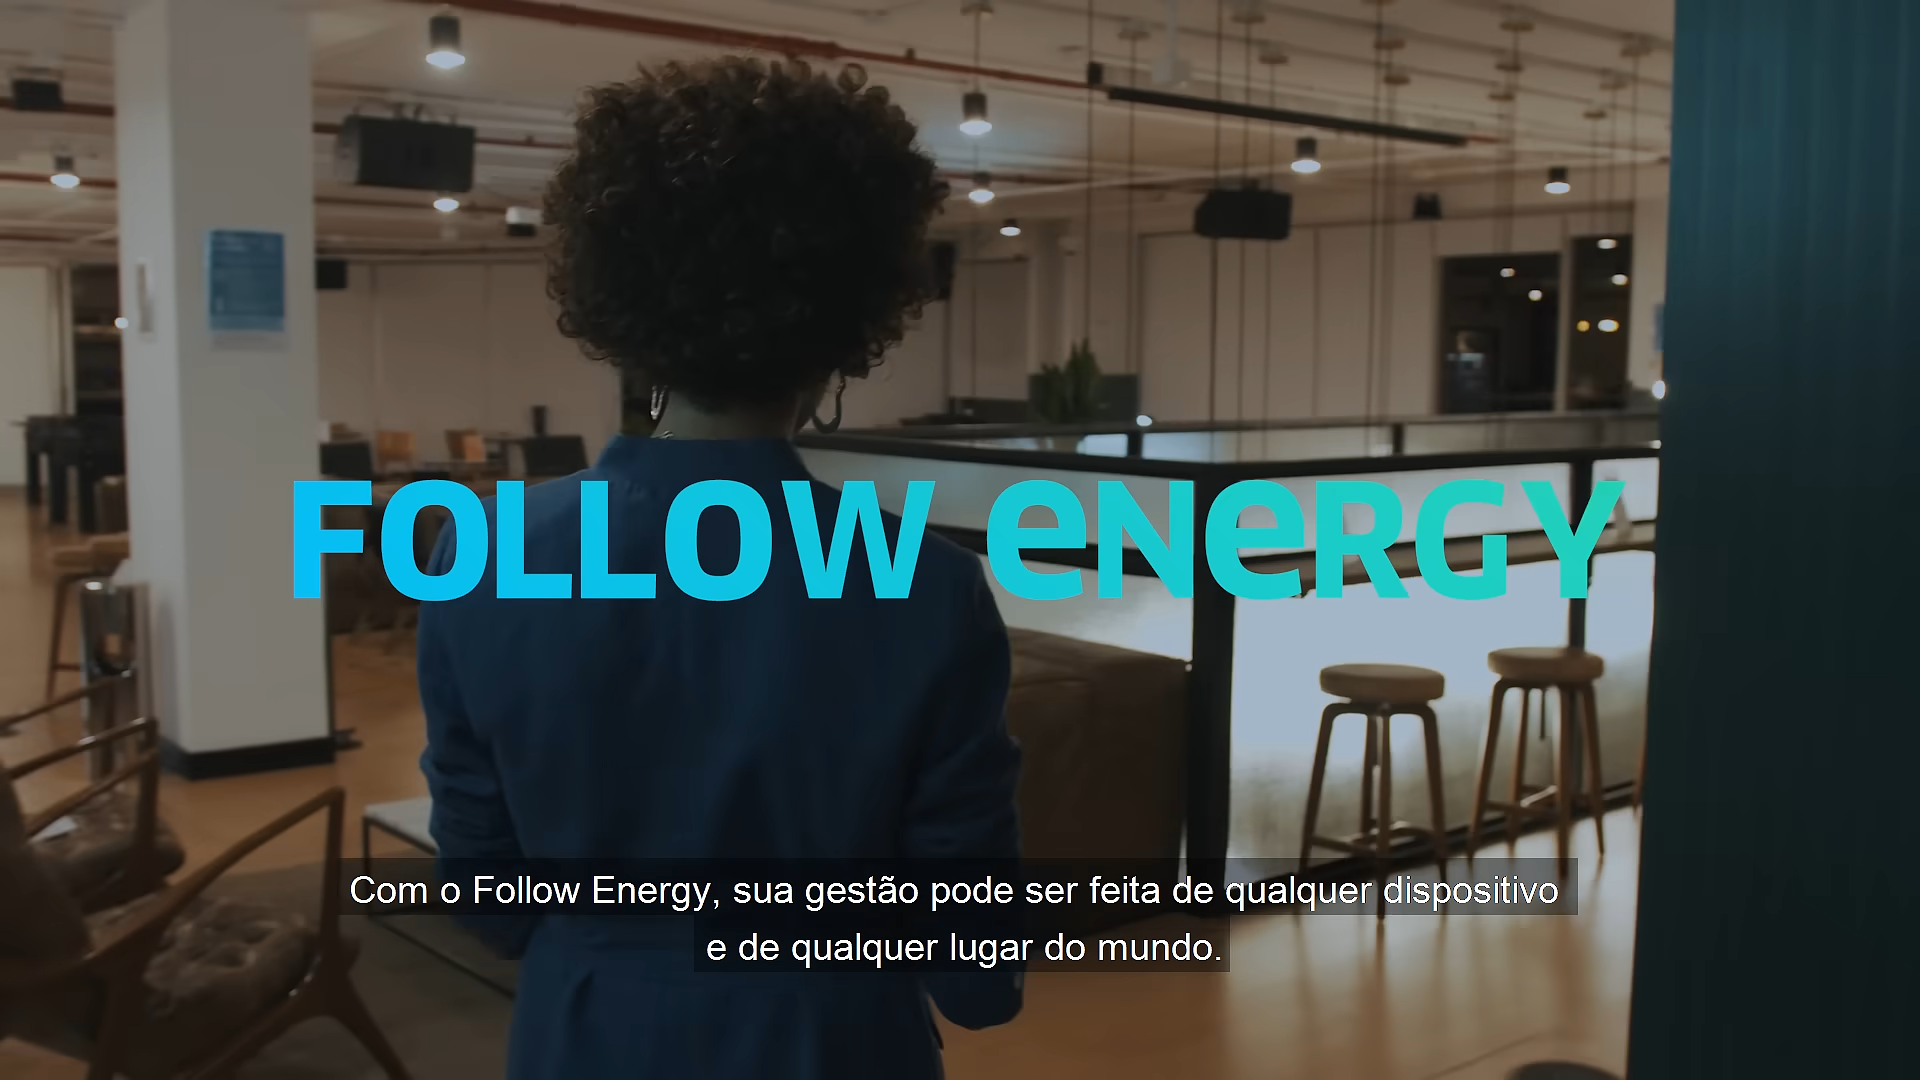 FOLLOW eNeRGY
Com o Follow Energy, sua gestão pode ser feita de qualquer dispositivo
e de qualquer lugar do mundo.